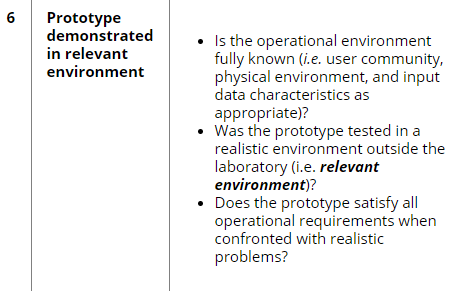 6
Prototype
demonstrated
in relevant
environment
• Is the operational environment
fully known (i.e. user community,
physical environment, and input
data characteristics as
appropriate)?
• Was the prototype tested in a
realistic environment outside the
laboratory (i.e. relevant
environment)?
• Does the prototype satisfy all
operational requirements when
confronted with realistic
problems?